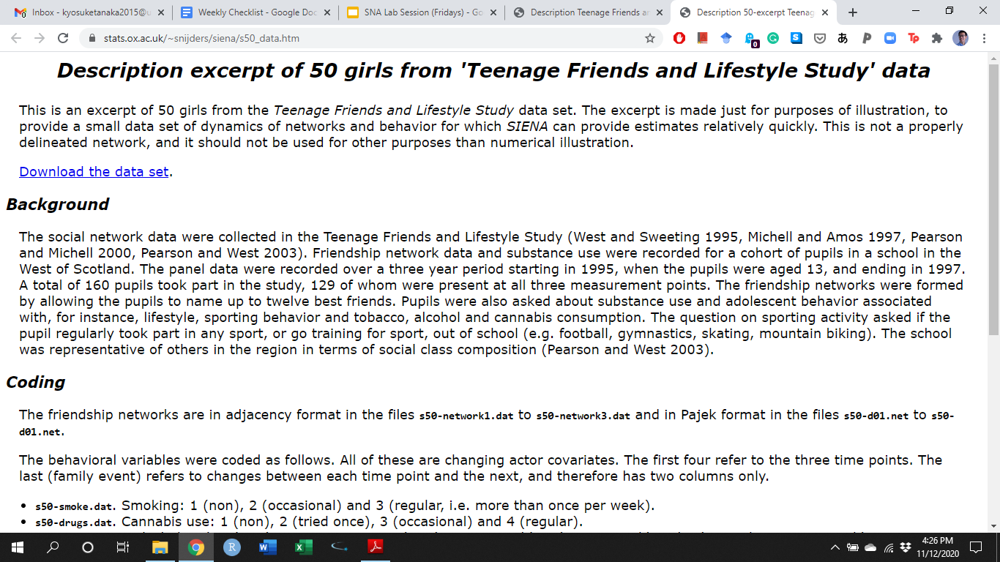 Inbox - kyosuketanaka2015@u
Weekly Checklist - Google Doc
SNA Lab Session (Fridays) - Go
Description Teenage Friends an
Description 50-excerpt Teenag
stats.ox.ac.uk/~snijders/siena/s50_data.htm
Description excerpt of 50 girls from 'Teenage Friends and Lifestyle Study' data
This is an excerpt of 50 girls from the Teenage Friends and Lifestyle Study data set. The excerpt is made just for purposes of illustration, to
provide a small data set of dynamics of networks and behavior for which SIENA can provide estimates relatively quickly. This is not a properly
delineated network, and it should not be used for other purposes than numerical illustration.
Download the data set.
Background
The social network data were collected in the Teenage Friends and Lifestyle Study (West and Sweeting 1995, Michell and Amos 1997, Pearson
and Michell 2000, Pearson and West 2003). Friendship network data and substance use were recorded for a cohort of pupils in a school in the
West of Scotland. The panel data were recorded over a three year period starting in 1995, when the pupils were aged 13, and ending in 1997.
A total of 160 pupils took part in the study, 129 of whom were present at all three measurement points. The friendship networks were formed
by allowing the pupils to name up to twelve best friends. Pupils were also asked about substance use and adolescent behavior associated
with, for instance, lifestyle, sporting behavior and tobacco, alcohol and cannabis consumption. The question on sporting activity asked if the
pupil regularly took part in any sport, or go training for sport, out of school (e.g. football, gymnastics, skating, mountain biking). The school
was representative of others in the region in terms of social class composition (Pearson and West 2003).
Coding
The friendship networks are in adjacency format in the files s50-network1.dat to s50-network3.dat and in Pajek format in the files s50-d01.net to s50-
d01.net.
The behavioral variables were coded as follows. All of these are changing actor covariates. The first four refer to the three time points. The
last (family event) refers to changes between each time point and the next, and therefore has two columns only.
• s50-smoke.dat. Smoking: 1 (non), 2 (occasional) and 3 (regular, i.e. more than once per week).
• s50-drugs.dat. Cannabis use: 1 (non), 2 (tried once), 3 (occasional) and 4 (regular).
4:26 PM
11/12/2020